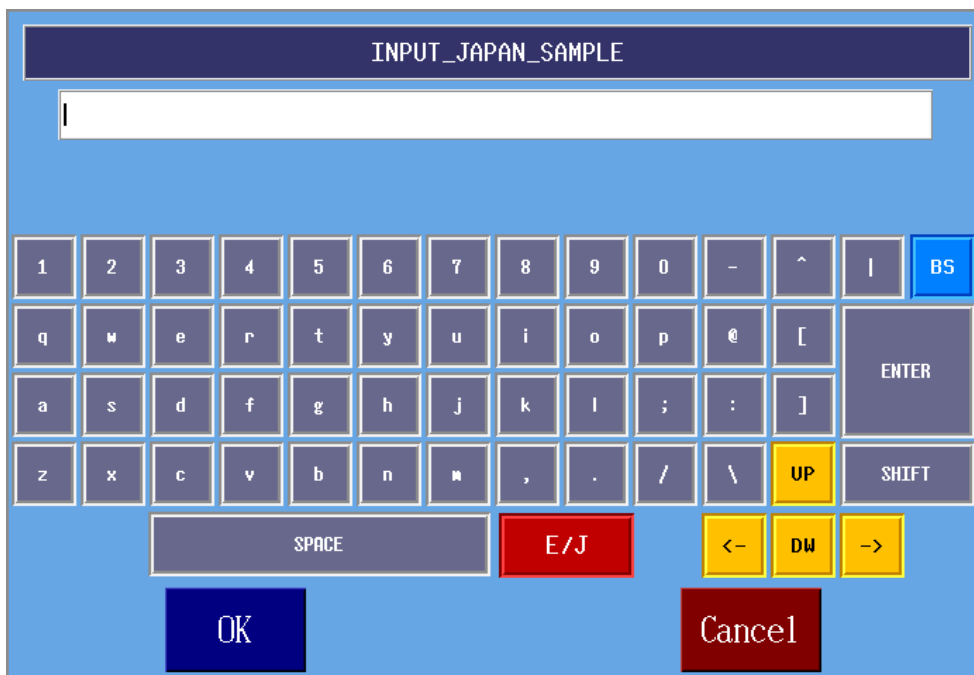 INPUT_JAPAN_SAMPLE
1 2 3 4 5 6 7 8 9 0 - ^ | BS
q w e r t y u i o p @ [
ENTER
a s d f g h j k l ; : ]
z x c v b n m , . / \ UP SHIFT
SPACE E/J <- DW ->
OK Cancel